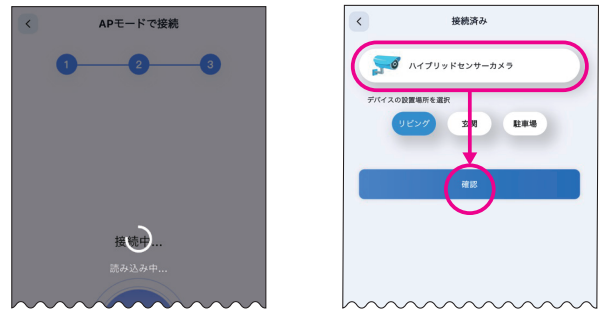 APモードで接続
1
2
3
接続中...
読み込み中...
接続済み
ハイブリッドセンサーカメラ
デバイスの設置場所を選択
リビング
玄関
駐車場
確認